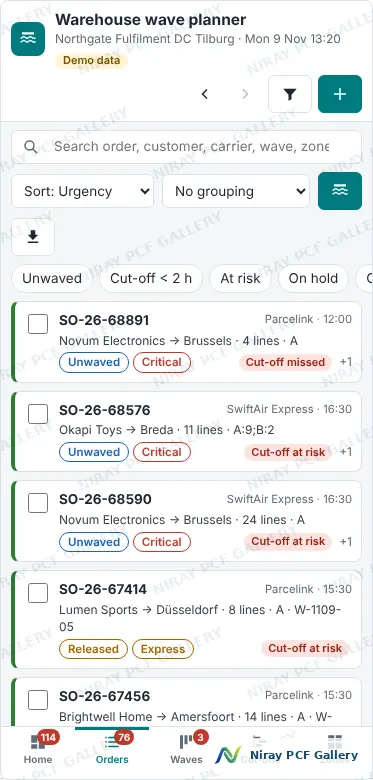 Warehouse wave planner
Northgate Fulfilment DC Tilburg · Mon 9 Nov 13:20
Demo data
Search order, customer, carrier, wave, zone
Sort: Urgency
No grouping
Unwaved
Cut-off < 2 h
At risk
On hold
SO-26-68891
Parcelink · 12:00
Novum Electronics → Brussels · 4 lines · A
Unwaved
Critical
Cut-off missed
+1
SO-26-68576
SwiftAir Express · 16:30
Okapi Toys → Breda · 11 lines · A:9;B:2
Unwaved
Critical
Cut-off at risk
+1
SO-26-68590
SwiftAir Express · 16:30
Novum Electronics → Brussels · 24 lines · A
Unwaved
Critical
Cut-off at risk
+1
SO-26-67414
Parcelink · 15:30
Lumen Sports → Düsseldorf · 8 lines · A · W-1109-
05
Released
Express
Cut-off at risk
SO-26-67456
Parcelink · 15:30
Brightwell Home → Amersfoort · 14 lines · A · W-
114
76
3
Home
Orders
Waves
Niray PCF Gallery
NIRAY PCF GALLERY